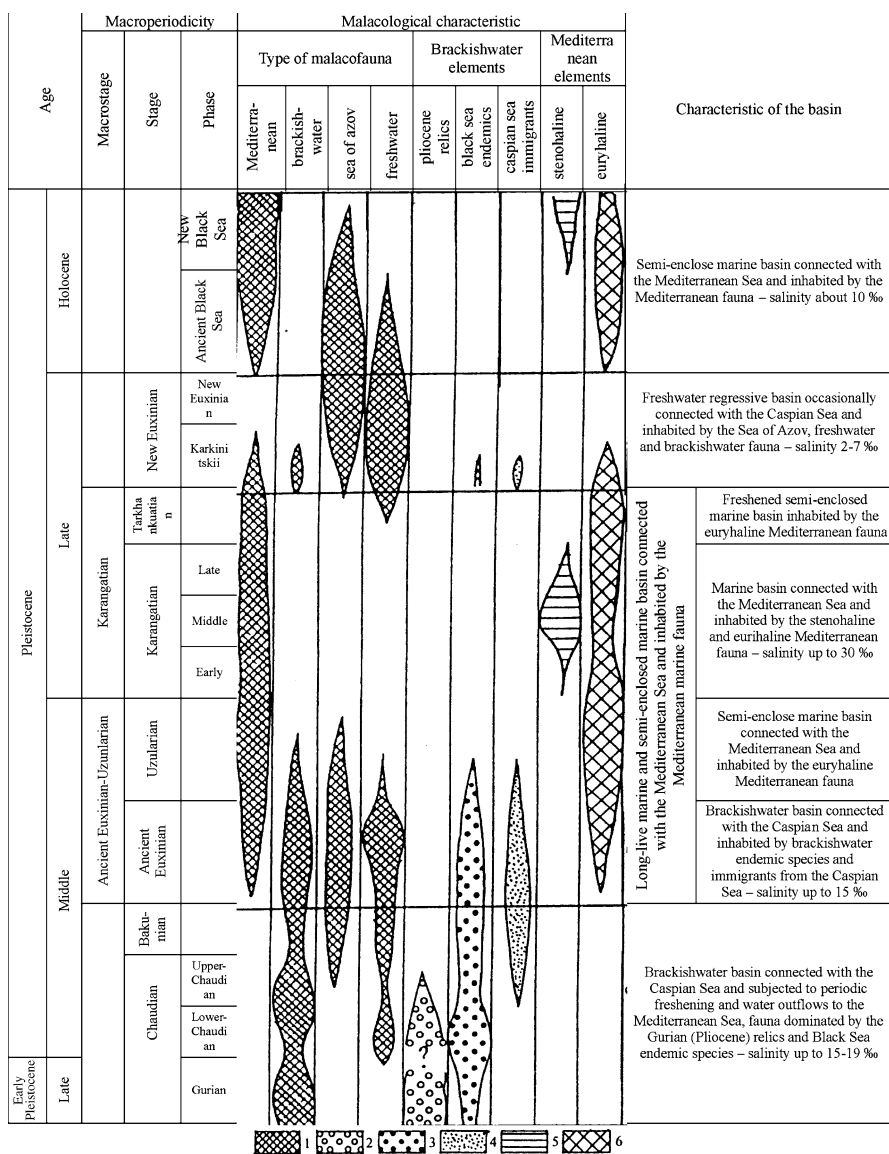 Macroperiodicity
Malacological characteristic
Age
Macrostage
Stage
Phase
Type of malacofauna
Brackishwater
elements
Mediterra
nean
elements
Characteristic of the basin
Mediterra-
nean
brackish-
water
sea of azov
freshwater
pliocene
relics
black sea
endemics
caspian sea
immigrants
stenohaline
euryhaline
Holocene
New
Black Sea
Ancient Black
Sea
Semi-enclose marine basin connected with
the Mediterranean Sea and inhabited by the
Mediterranean fauna – salinity about 10 ‰
Pleistocene
Late
New Euxinian
New
Euxinia
n
Karkini
tskii
Freshwater regressive basin occasionally
connected with the Caspian Sea and
inhabited by the Sea of Azov, freshwater
and brackishwater fauna – salinity 2-7 ‰
Karangatian
Tarkha
nkuatia
n
Karangatian
Late
Middle
Early
Long-live marine and semi-enclosed marine basin connected
with the Mediterranean Sea and inhabited by the
Mediterranean marine fauna
Freshened semi-enclosed
marine basin inhabited by the
euryhaline Mediterranean fauna
Marine basin connected with
the Mediterranean Sea and
inhabited by the stenohaline
and eurihaline Mediterranean
fauna – salinity up to 30 ‰
Middle
Ancient Euxinian-Uzunlarian
Uzularian
Semi-enclose marine basin
connected with the
Mediterranean Sea and
inhabited by the euryhaline
Mediterranean fauna
Ancient
Euxinian
Brackishwater basin connected
with the Caspian Sea and
inhabited by brackishwater
endemic species and
immigrants from the Caspian
Sea – salinity up to 15 ‰
Baku-
nian
Chaudian
Upper-
Chaudi
an
Lower-
Chaudi
an
?
Brackishwater basin connected with the
Caspian Sea and subjected to periodic
freshening and water outflows to the
Mediterranean Sea, fauna dominated by the
Gurian (Pliocene) relics and Black Sea
endemic species – salinity up to 15-19 ‰
Early
Pleistocene
Late
Gurian
1 2 3 4 5 6